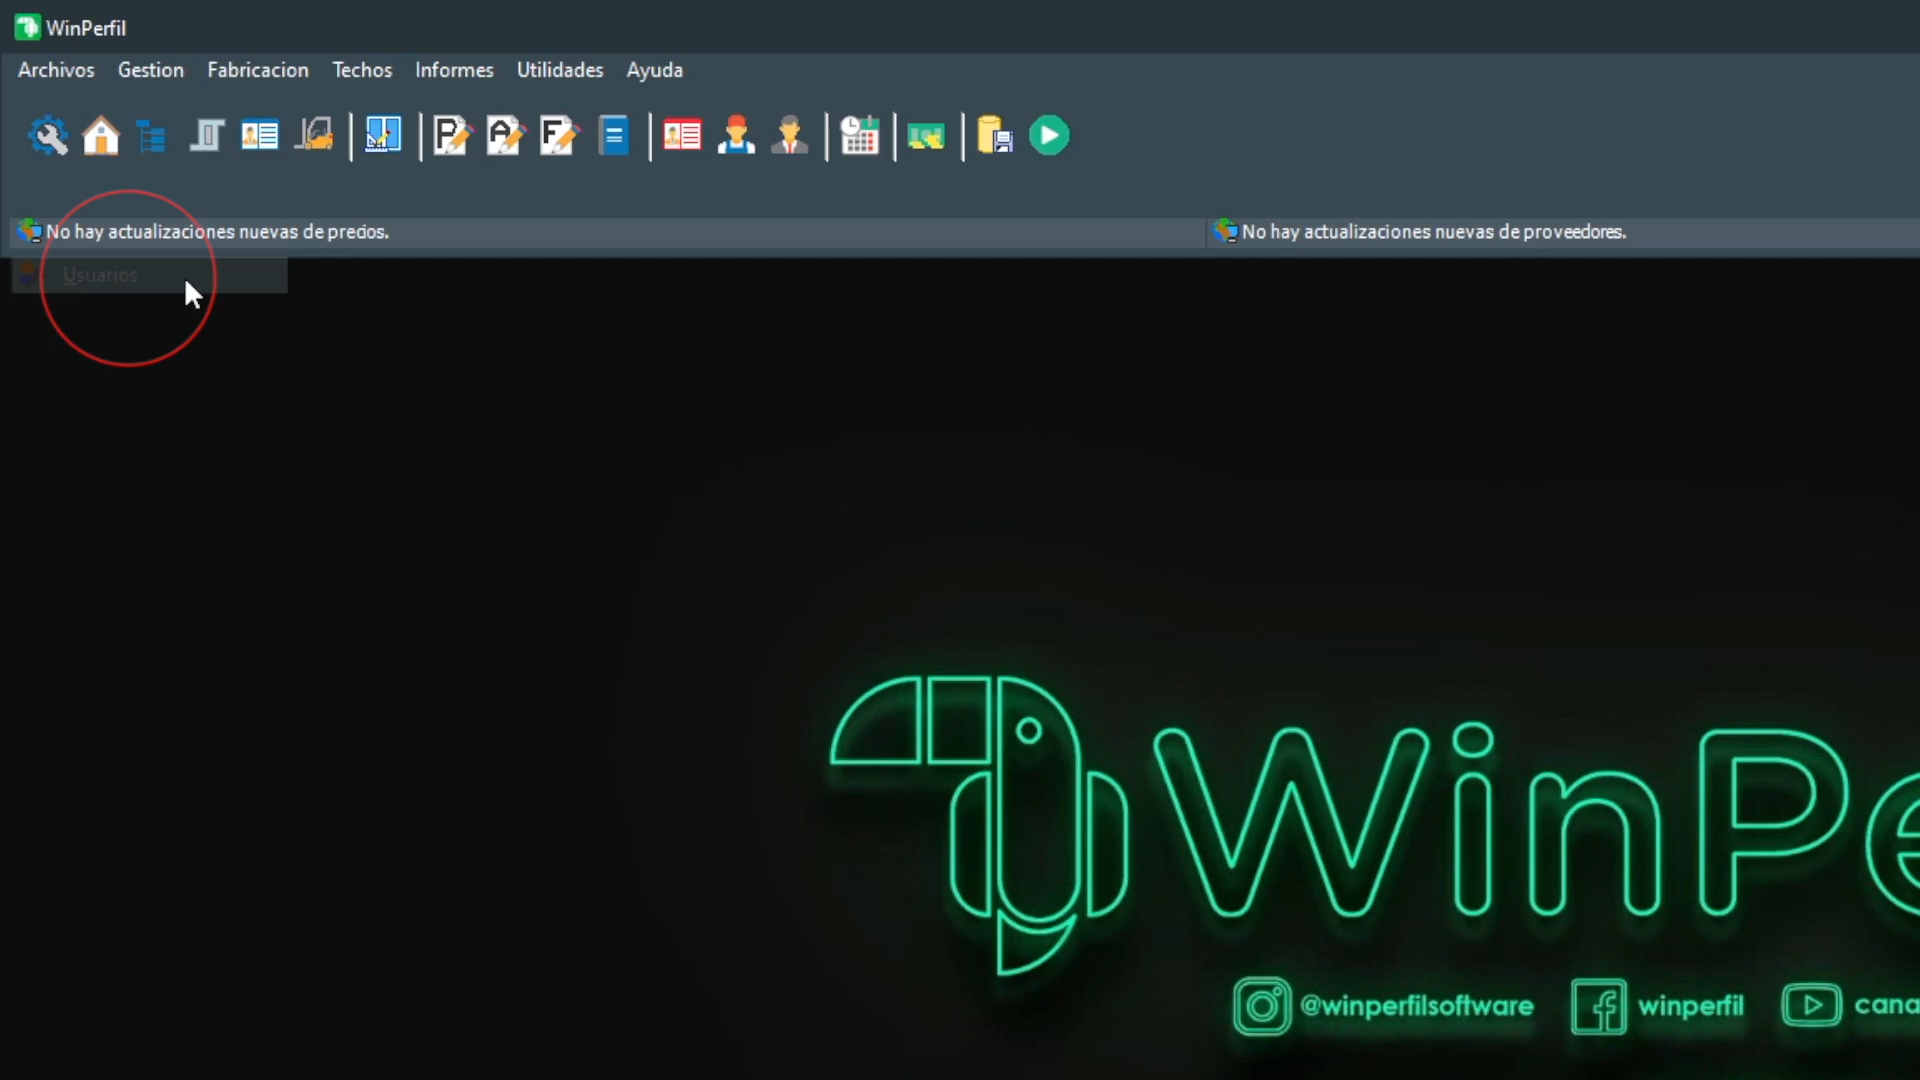 WinPerfil
Archivos Gestion Fabricacion Techos Informes Utilidades Ayuda
P A F
No hay actualizaciones nuevas de precios. No hay actualizaciones nuevas de proveedores.
Usuarios
WinPe
@winperfilsoftware winperfil cana